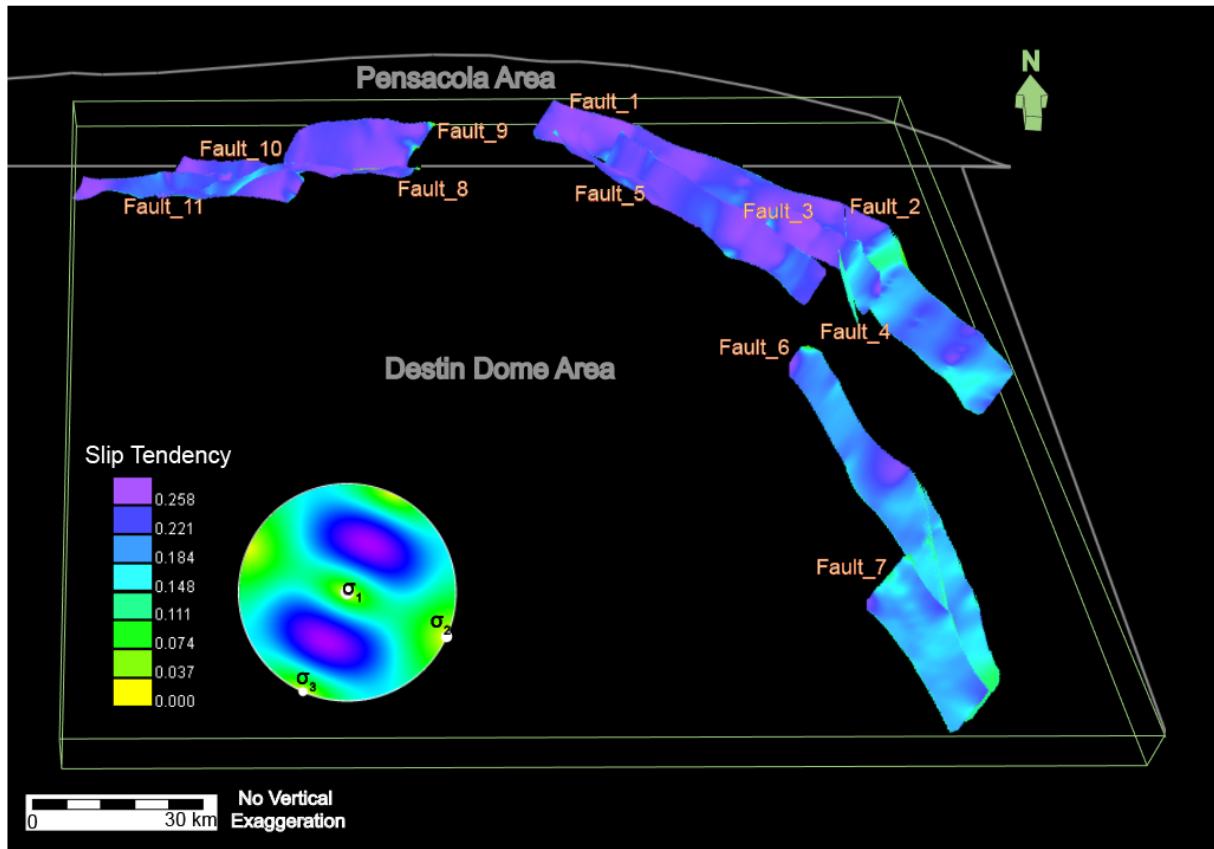 Pensacola Area
N
Fault_1
Fault_9
Fault_10
Fault_8
Fault_5
Fault_3
Fault_2
Fault_11
Fault_4
Fault_6
Destin Dome Area
Slip Tendency
0.258
0.221
0.184
0.148
0.111
0.074
0.037
0.000
σ1
σ2
σ3
Fault_7
0 30 km
No Vertical
Exaggeration